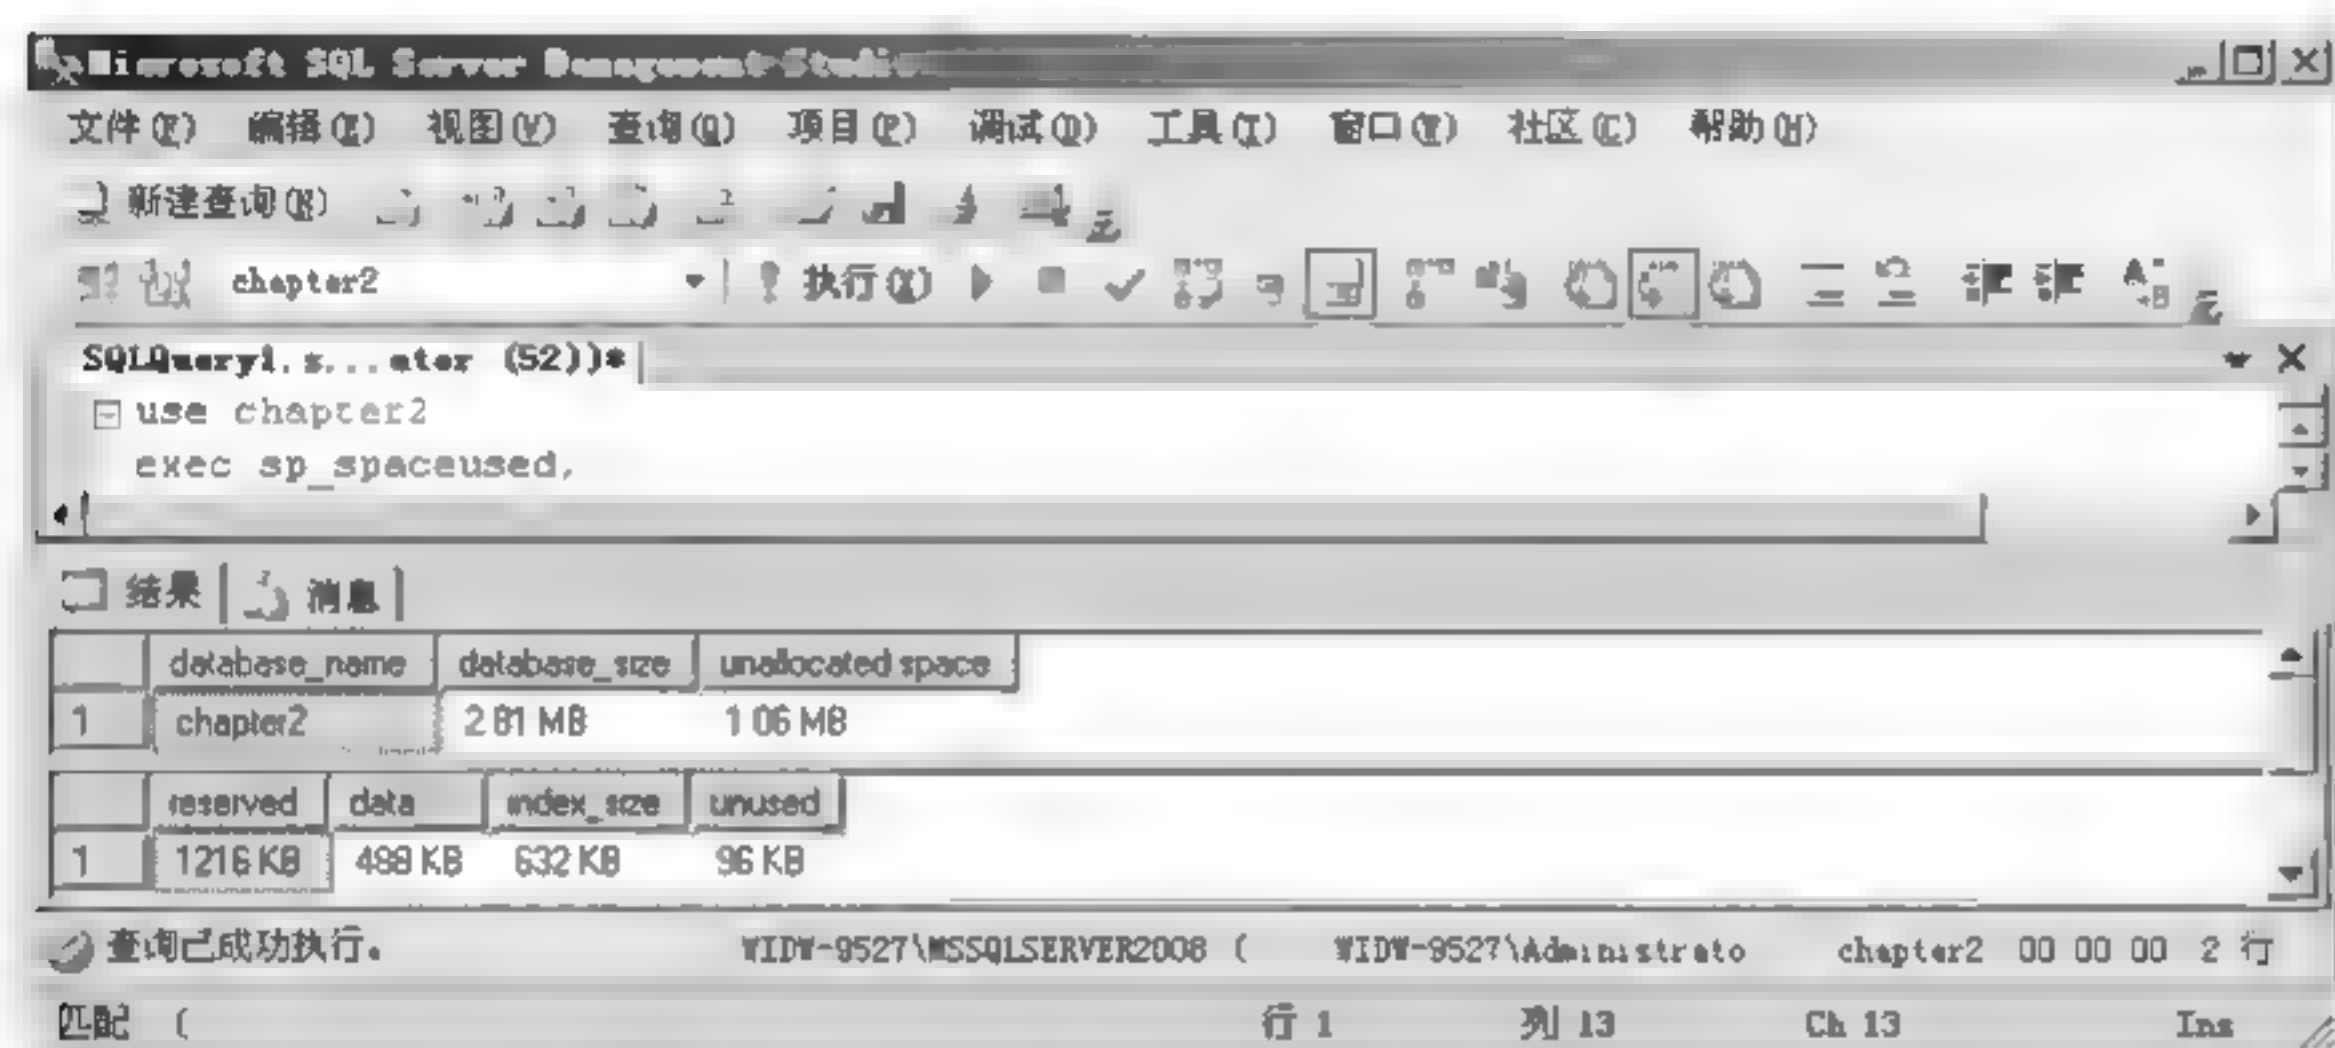 Microsoft SQL Server Management Studio
文件(F) 编辑(E) 视图(V) 查询(Q) 项目(P) 调试(D) 工具(T) 窗口(W) 社区(C) 帮助(H)
新建查询(N)
chapter2 执行(X)
SQLQuery1.s...ater (52))*
use chapter2
exec sp_spaceused,
结果 消息
database_name database_size unallocated space
1 chapter2 2 81 MB 1 06 MB
reserved data index_size unused
1 1216 KB 488 KB 632 KB 96 KB
查询已成功执行。 WIDW-9527\MSSQLSERVER2008 ( WIDW-9527\Administrato chapter2 00 00 00 2 行
匹配 ( 行 1 列 13 Ch 13 Ins